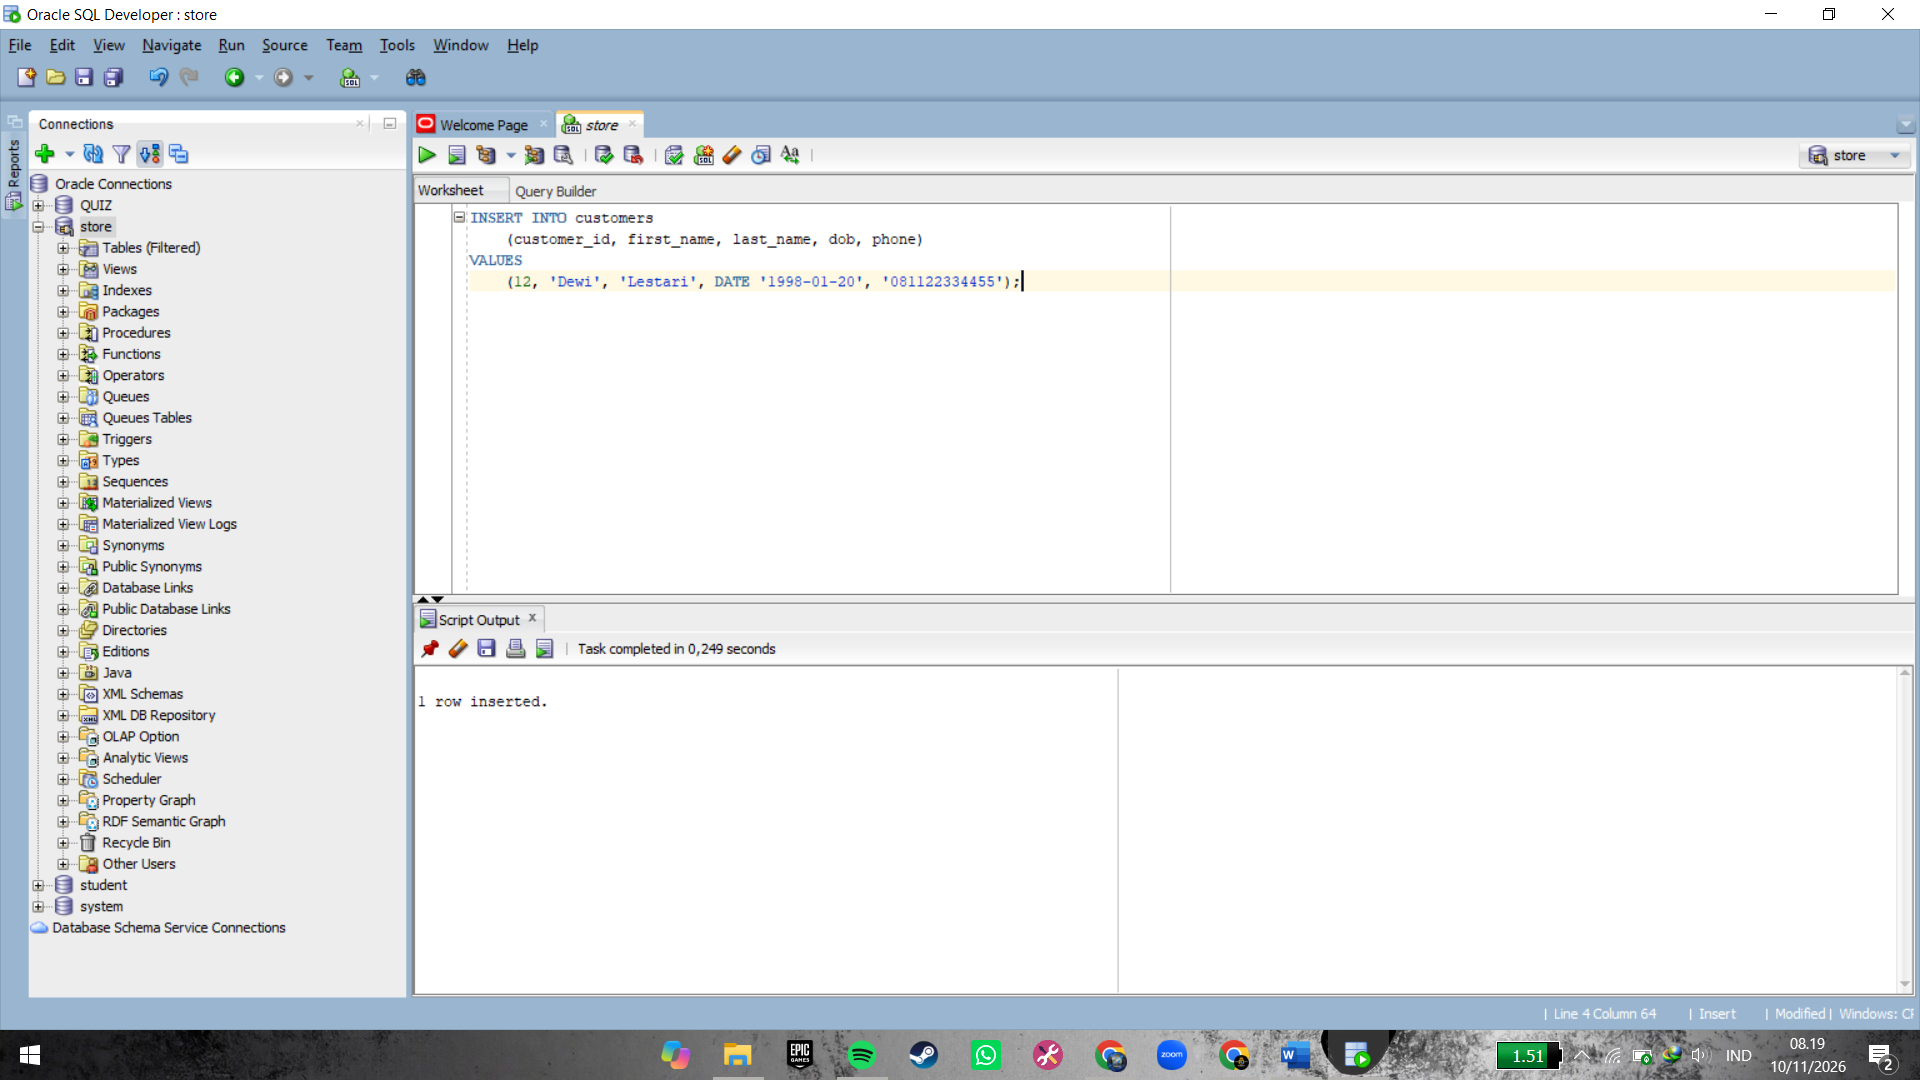 Oracle SQL Developer : store
File Edit View Navigate Run Source Team Tools Window Help
Reports
Connections
Oracle Connections
QUIZ
store
Tables (Filtered)
Views
Indexes
Packages
Procedures
Functions
Operators
Queues
Queues Tables
Triggers
Types
Sequences
Materialized Views
Materialized View Logs
Synonyms
Public Synonyms
Database Links
Public Database Links
Directories
Editions
Java
XML Schemas
XML DB Repository
OLAP Option
Analytic Views
Scheduler
Property Graph
RDF Semantic Graph
Recycle Bin
Other Users
student
system
Database Schema Service Connections
Welcome Page store
store
Worksheet Query Builder
INSERT INTO customers
(customer_id, first_name, last_name, dob, phone)
VALUES
(12, 'Dewi', 'Lestari', DATE '1998-01-20', '081122334455');
Script Output
Task completed in 0,249 seconds
1 row inserted.
Line 4 Column 64 | Insert | Modified | Windows: CF
EPIC GAMES
zoom
1.51
IND
08.19
10/11/2026
2